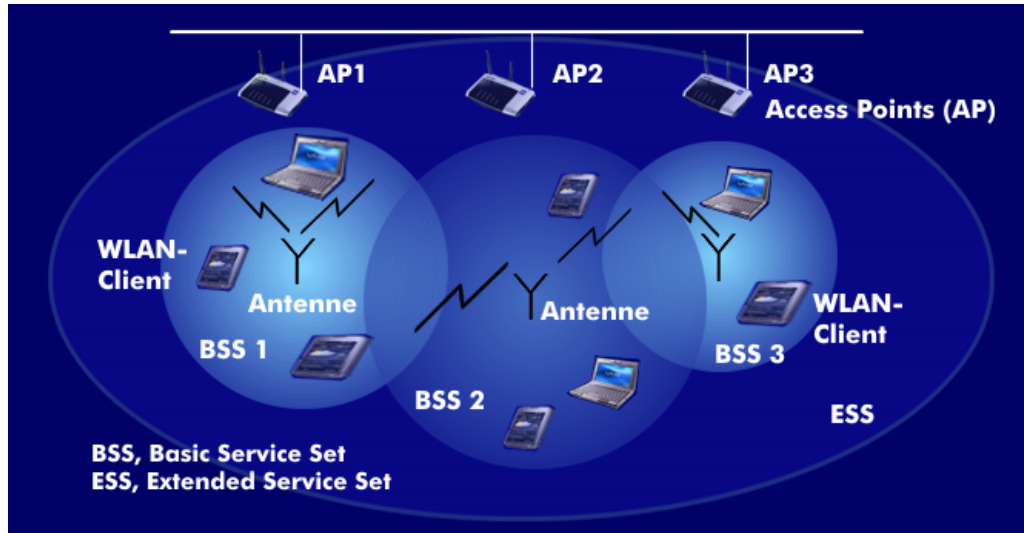 AP1
AP2
AP3
Access Points (AP)
WLAN-
Client
Antenne
BSS 1
Antenne
BSS 2
WLAN-
Client
BSS 3
ESS
BSS, Basic Service Set
ESS, Extended Service Set